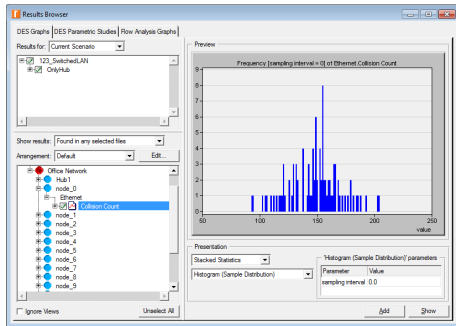 Results Browser
DES Graphs DES Parametric Studies Flow Analysis Graphs
Results for: Current Scenario
123_SwitchedLAN
OnlyHub
Show results: Found in any selected files
Arrangement: Default Edit...
Office Network
Hub1
node_0
Ethernet
Collision Count
node_1
node_2
node_3
node_4
node_5
node_6
node_7
node_8
node_9
Ignore Views Unselect All
Preview
Frequency [sampling interval = 0] of Ethernet.Collision Count
9
8
7
6
5
4
3
2
1
0
50 100 150 200 250
value
Presentation
Stacked Statistics
Histogram (Sample Distribution)
'Histogram (Sample Distribution)' parameters
Parameter Value
sampling interval 0.0
Add Show